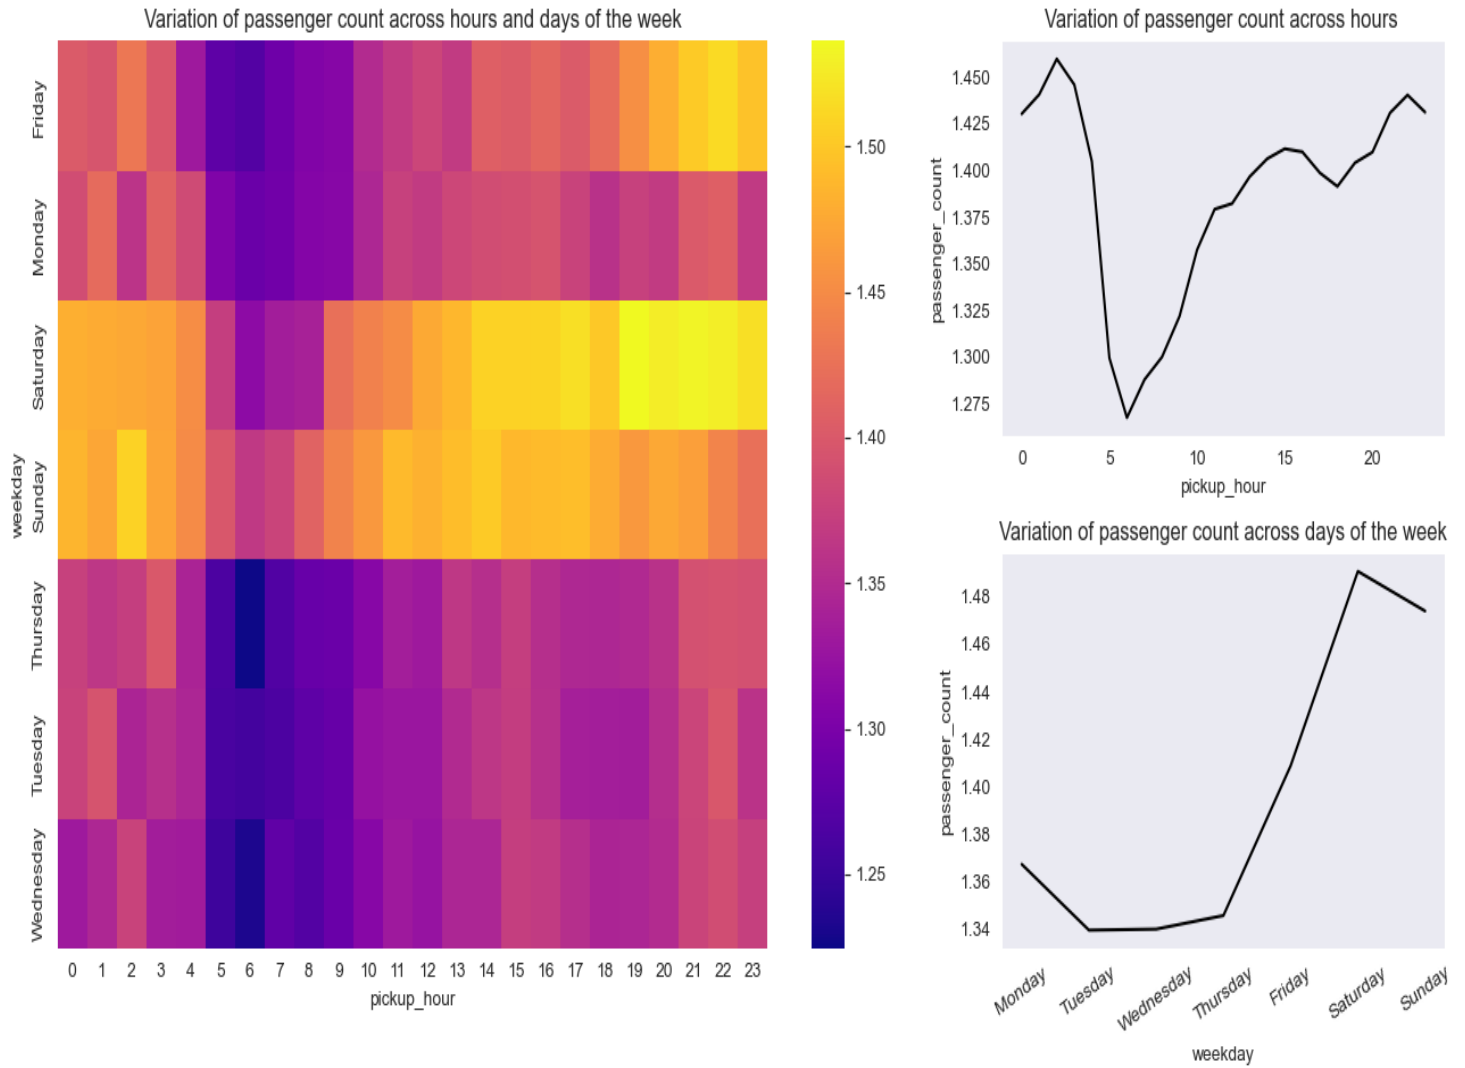 Variation of passenger count across hours and days of the week
Friday
Monday
Saturday
Sunday
Thursday
Tuesday
Wednesday
weekday
0 1 2 3 4 5 6 7 8 9 10 11 12 13 14 15 16 17 18 19 20 21 22 23
pickup_hour
1.50
1.45
1.40
1.35
1.30
1.25
Variation of passenger count across hours
1.450
1.425
1.400
1.375
1.350
1.325
1.300
1.275
passenger_count
0 5 10 15 20
pickup_hour
Variation of passenger count across days of the week
1.48
1.46
1.44
1.42
1.40
1.38
1.36
1.34
passenger_count
Monday Tuesday Wednesday Thursday Friday Saturday Sunday
weekday